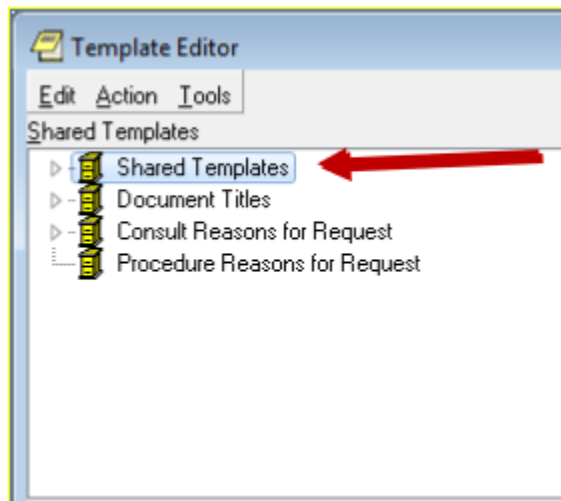 Template Editor
Edit Action Tools
Shared Templates
Shared Templates
Document Titles
Consult Reasons for Request
Procedure Reasons for Request